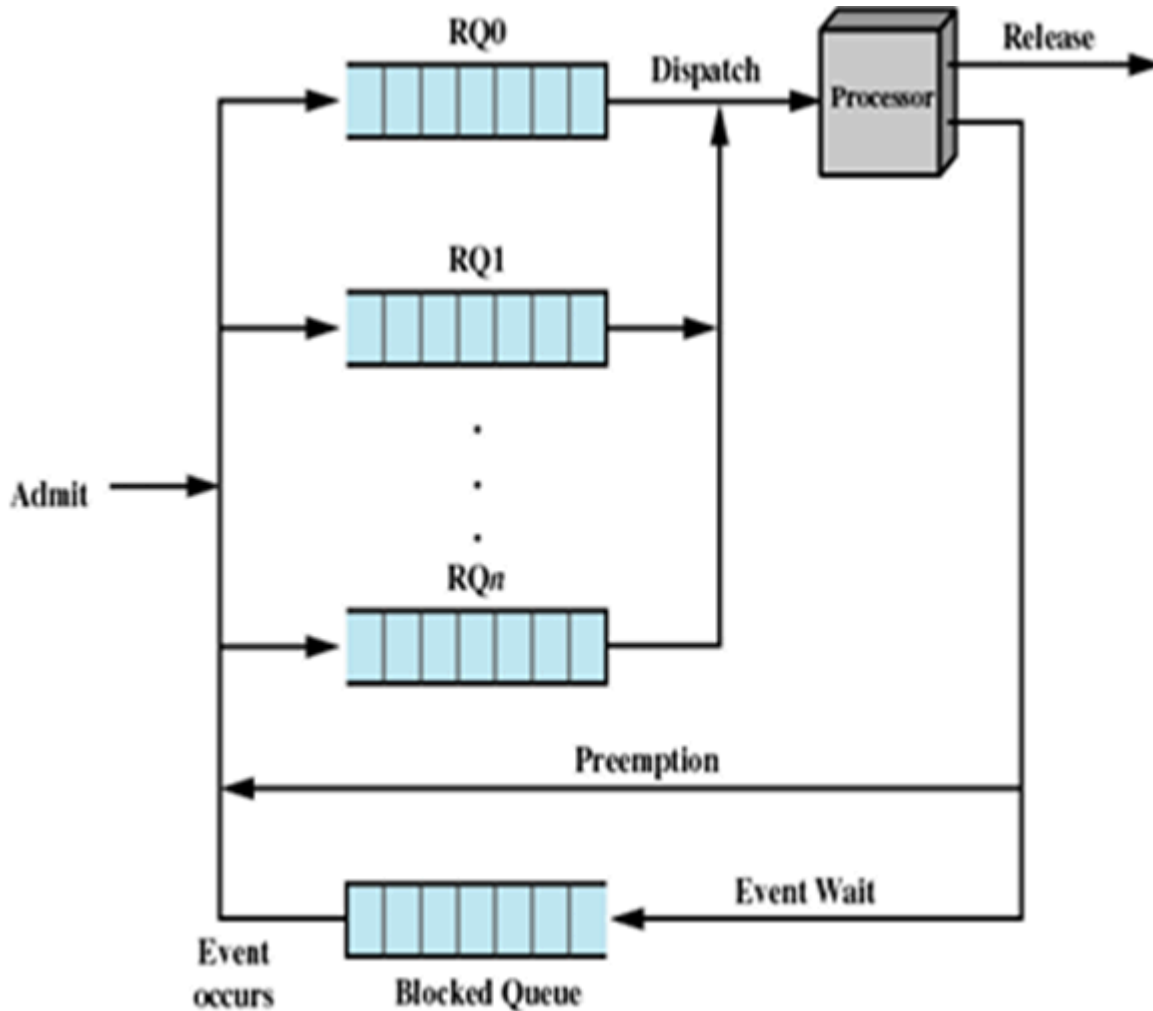 RQ0
Release
Dispatch
Processor
RQ1
Admit
RQn
Preemption
Event Wait
Event
occurs
Blocked Queue